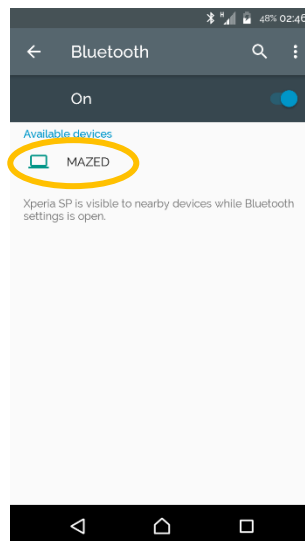 H 48% 02:46
Bluetooth
On
Available devices
MAZED
Xperia SP is visible to nearby devices while Bluetooth
settings is open.